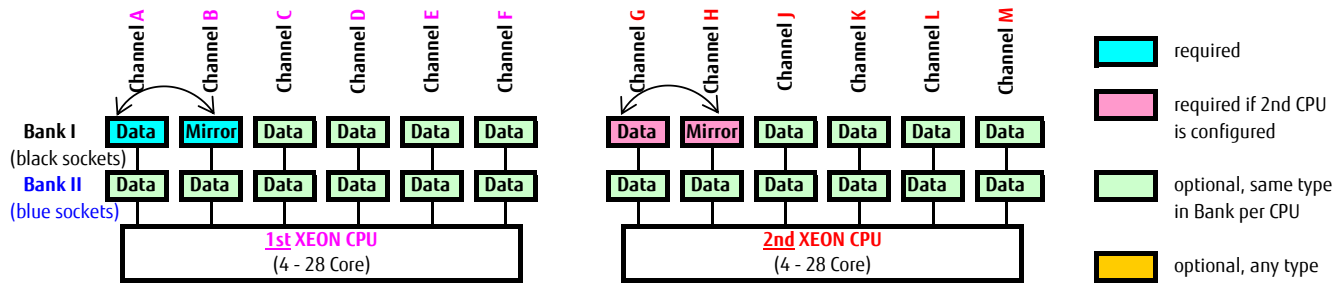 Channel A
Channel B
Channel C
Channel D
Channel E
Channel F
Channel G
Channel H
Channel J
Channel K
Channel L
Channel M
required
required if 2nd CPU
is configured
Bank I
(black sockets)
Data Mirror Data Data Data Data
Data Mirror Data Data Data Data
Bank II
(blue sockets)
Data Data Data Data Data Data
Data Data Data Data Data Data
optional, same type
in Bank per CPU
1st XEON CPU
(4 - 28 Core)
2nd XEON CPU
(4 - 28 Core)
optional, any type